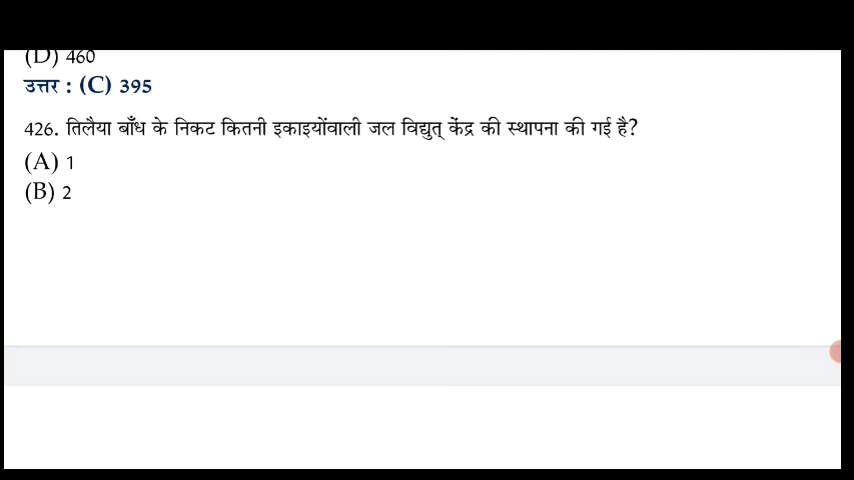 (D) 460
उत्तर : (C) 395
426. तिलैया बाँध के निकट कितनी इकाइयोंवाली जल विद्युत् केंद्र की स्थापना की गई है?
(A) 1
(B) 2